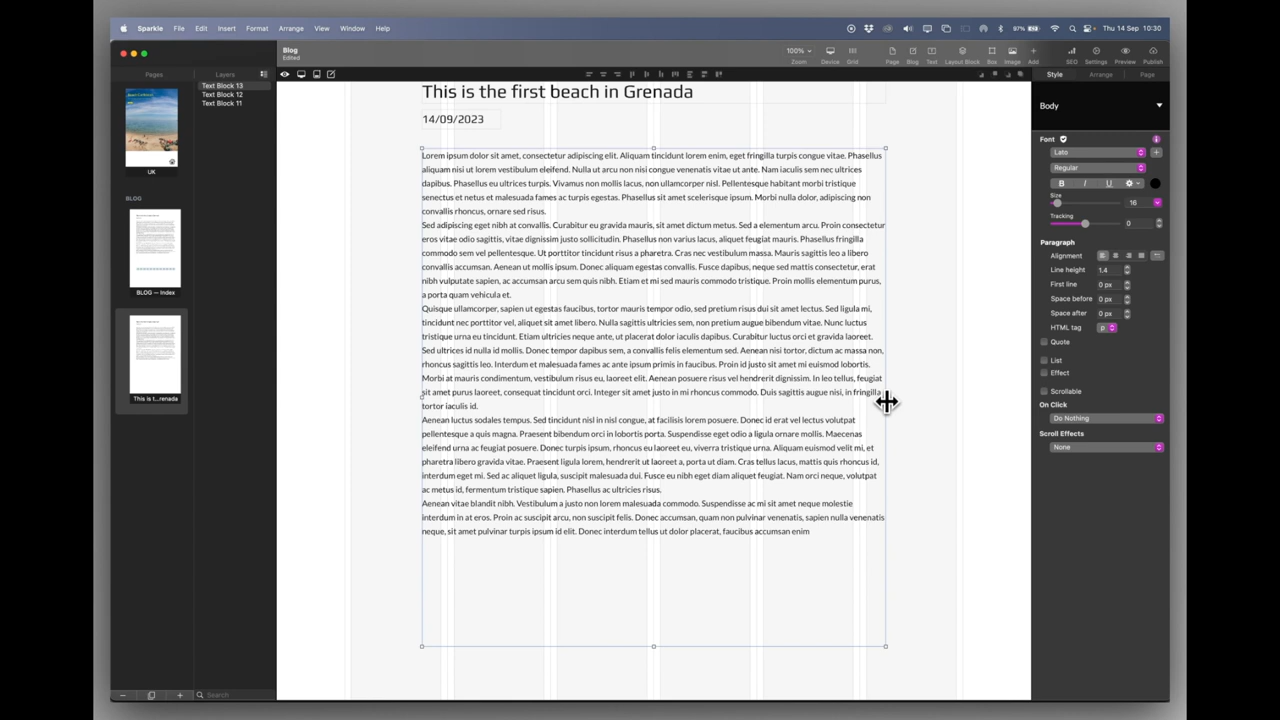 Sparkle File Edit Insert Format Arrange View Window Help
97% Thu 14 Sep 10:30
Blog
Edited
100%
Zoom Device Grid Page Blog Text Layout Block Box Image Add SEO Settings Preview Publish
Pages Layers
Style Arrange Page
Text Block 13
Text Block 12
Text Block 11
UK
BLOG
BLOG — Index
This is t...renada
Search
This is the first beach in Grenada
14/09/2023
Lorem ipsum dolor sit amet, consectetur adipiscing elit. Aliquam tincidunt lorem enim, eget fringilla turpis congue vitae. Phasellus
aliquam nisi ut lorem vestibulum eleifend. Nulla ut arcu non nisi congue venenatis vitae ut ante. Nam iaculis sem nec ultrices
dapibus. Phasellus eu ultrices turpis. Vivamus non mollis lacus, non ullamcorper nisl. Pellentesque habitant morbi tristique
senectus et netus et malesuada fames ac turpis egestas. Phasellus sit amet scelerisque ipsum. Morbi nulla dolor, adipiscing non
convallis rhoncus, ornare sed risus.
Sed adipiscing eget nibh at convallis. Curabitur eu gravida mauris, sit amet dictum metus. Sed a elementum arcu. Proin consectetur
eros vitae odio sagittis, vitae dignissim justo sollicitudin. Phasellus non varius lacus, aliquet feugiat mauris. Phasellus fringilla
commodo sem vel pellentesque. Ut porttitor tincidunt risus a pharetra. Cras nec vestibulum massa. Mauris sagittis leo a libero
convallis accumsan. Aenean ut mollis ipsum. Donec aliquam egestas convallis. Fusce dapibus, neque sed mattis consectetur, erat
nibh vulputate sapien, ac accumsan arcu sem quis nibh. Etiam et mi sed mauris commodo tristique. Proin mollis elementum purus,
a porta quam vehicula et.
Quisque ullamcorper, sapien ut egestas faucibus, tortor mauris tempor odio, sed pretium risus dui sit amet lectus. Sed ligula mi,
tincidunt nec porttitor vel, aliquet sit amet libero. Nulla sagittis ultricies sem, non pretium augue bibendum vitae. Nunc luctus
tristique urna eu tincidunt. Etiam ultricies neque ante, ut placerat dolor iaculis dapibus. Curabitur luctus orci et laoreet.
Sed ultrices id nulla id mollis. Donec tempor dapibus sem, a convallis felis elementum sed. Aenean nisi tortor, dictum ac massa non,
rhoncus sagittis leo. Interdum et malesuada fames ac ante ipsum primis in faucibus. Proin id justo sit amet mi lobortis.
Morbi at mauris condimentum, vestibulum risus eu, laoreet elit. Aenean posuere risus vel hendrerit dignissim. In leo tellus, feugiat
sit amet purus laoreet, consequat tincidunt orci. Integer sit amet justo in mi rhoncus commodo. Duis sagittis augue nisi, in fringilla
tortor iaculis id.
Aenean luctus sodales tempus. Sed tincidunt nisl in nisl congue, at facilisis lorem posuere. Donec id erat vel lectus volutpat
pellentesque a quis magna. Praesent bibendum orci in lobortis porta. Suspendisse eget odio a ligula ornare mollis. Maecenas
eleifend urna ac feugiat posuere. Donec turpis ipsum, rhoncus eu laoreet eu, viverra tristique urna. Aliquam euismod velit mi, et
pharetra libero gravida vitae. Praesent ligula lorem, hendrerit ut laoreet a, porta ut diam. Cras tellus lacus, mattis quis rhoncus id,
interdum eget mi. Sed ac aliquet ligula, suscipit malesuada dui. Fusce eu nibh eget diam aliquet feugiat. Nam orci neque, volutpat
ac metus id, fermentum tristique sapien. Phasellus ac ultricies risus.
Aenean vitae blandit nibh. Vestibulum a justo non lorem malesuada commodo. Suspendisse ac mi sit amet neque molestie
interdum in at eros. Proin ac suscipit arcu, non suscipit felis. Donec accumsan, quam non pulvinar venenatis, sapien nulla venenatis
neque, sit amet pulvinar turpis ipsum id elit. Donec interdum tellus ut dolor placerat, faucibus accumsan enim
Body
Font
Lato
Regular
B I U
Size 16
Tracking 0
Paragraph
Alignment
Line height 1,4
First line 0 px
Space before 0 px
Space after 0 px
HTML tag p
Quote
List
Effect
Scrollable
On Click
Do Nothing
Scroll Effects
None